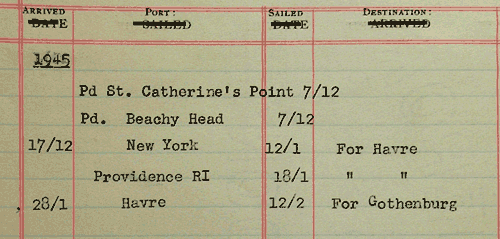 ARRIVED PORT: SAILED DESTINATION:
DATE SAILED DATE ARRIVED
1945
Pd St. Catherine's Point 7/12
Pd. Beachy Head 7/12
17/12 New York 12/1 For Havre
Providence RI 18/1 " "
, 28/1 Havre 12/2 For Gothenburg